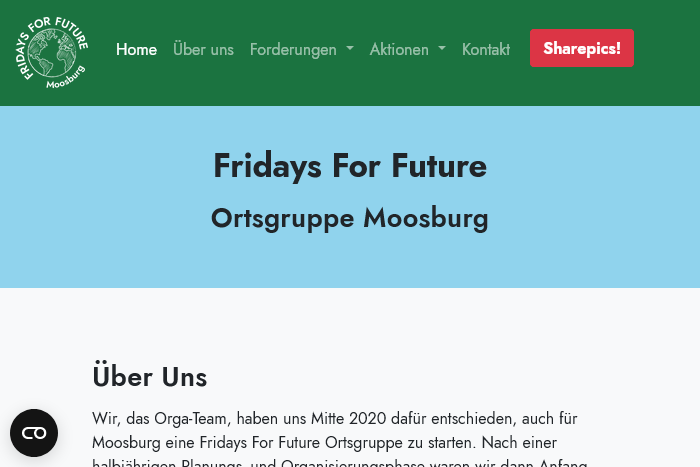 FRIDAYS FOR FUTURE
Moosburg
Home Über uns Forderungen Aktionen Kontakt Sharepics!
Fridays For Future
Ortsgruppe Moosburg
Über Uns
Wir, das Orga-Team, haben uns Mitte 2020 dafür entschieden, auch für
Moosburg eine Fridays For Future Ortsgruppe zu starten. Nach einer
halbjährigen Planungs- und Organisierungsphase waren wir dann Anfang